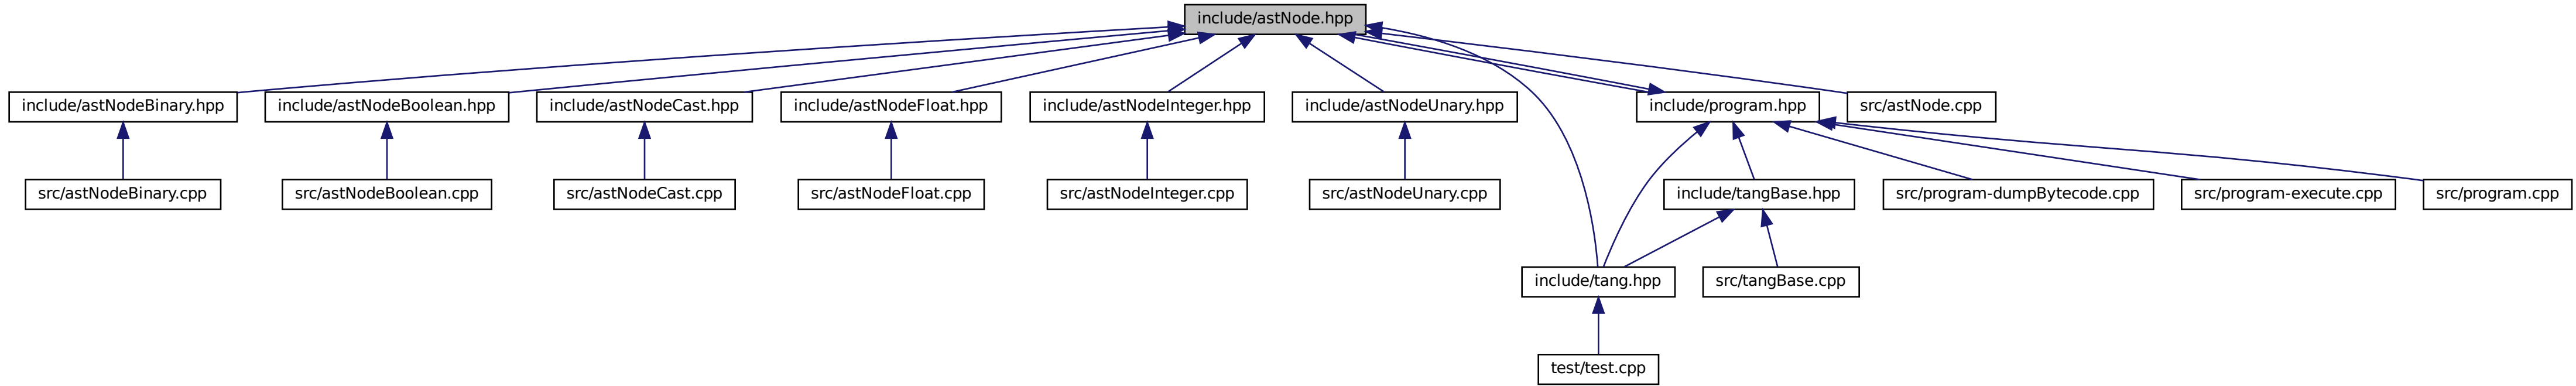 include/astNode.hpp
include/astNodeBinary.hpp
include/astNodeBoolean.hpp
include/astNodeCast.hpp
include/astNodeFloat.hpp
include/astNodeInteger.hpp
include/astNodeUnary.hpp
include/program.hpp
src/astNode.cpp
src/astNodeBinary.cpp
src/astNodeBoolean.cpp
src/astNodeCast.cpp
src/astNodeFloat.cpp
src/astNodeInteger.cpp
src/astNodeUnary.cpp
include/tangBase.hpp
src/program-dumpBytecode.cpp
src/program-execute.cpp
src/program.cpp
include/tang.hpp
src/tangBase.cpp
test/test.cpp